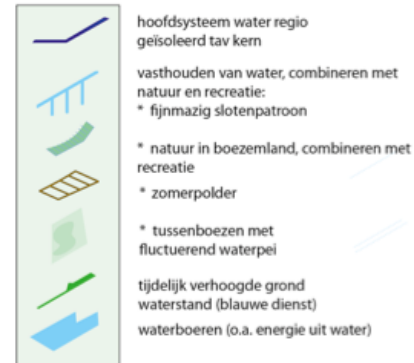 hoofdsysteem water regio
geïsoleerd tav kern
vasthouden van water, combineren met
natuur en recreatie:
* fijnmazig slotenpatroon
* natuur in boezemland, combineren met
recreatie
* zomerpolder
* tussenboezen met
fluctuerend waterpei
tijdelijk verhoogde grond
waterstand (blauwe dienst)
waterboeren (o.a. energie uit water)